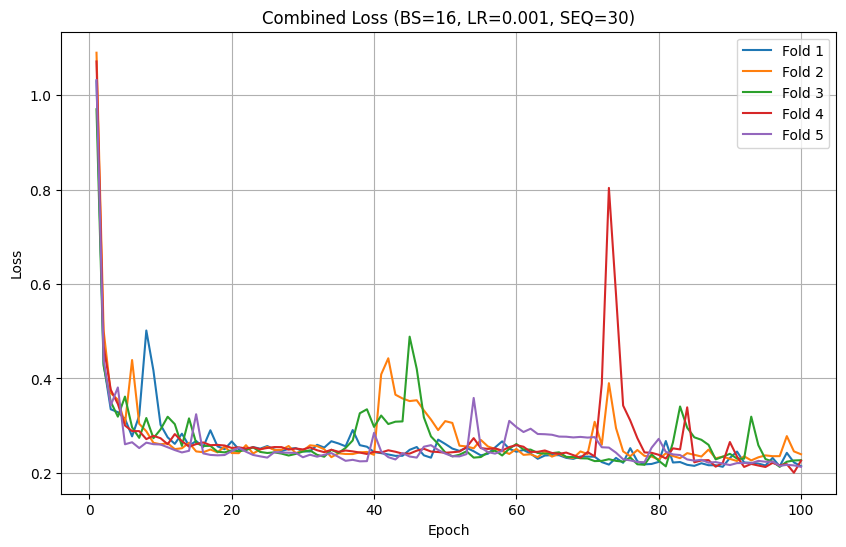 Combined Loss (BS=16, LR=0.001, SEQ=30)
Fold 1
Fold 2
Fold 3
Fold 4
Fold 5
1.0
0.8
0.6
0.4
0.2
Loss
0 20 40 60 80 100
Epoch